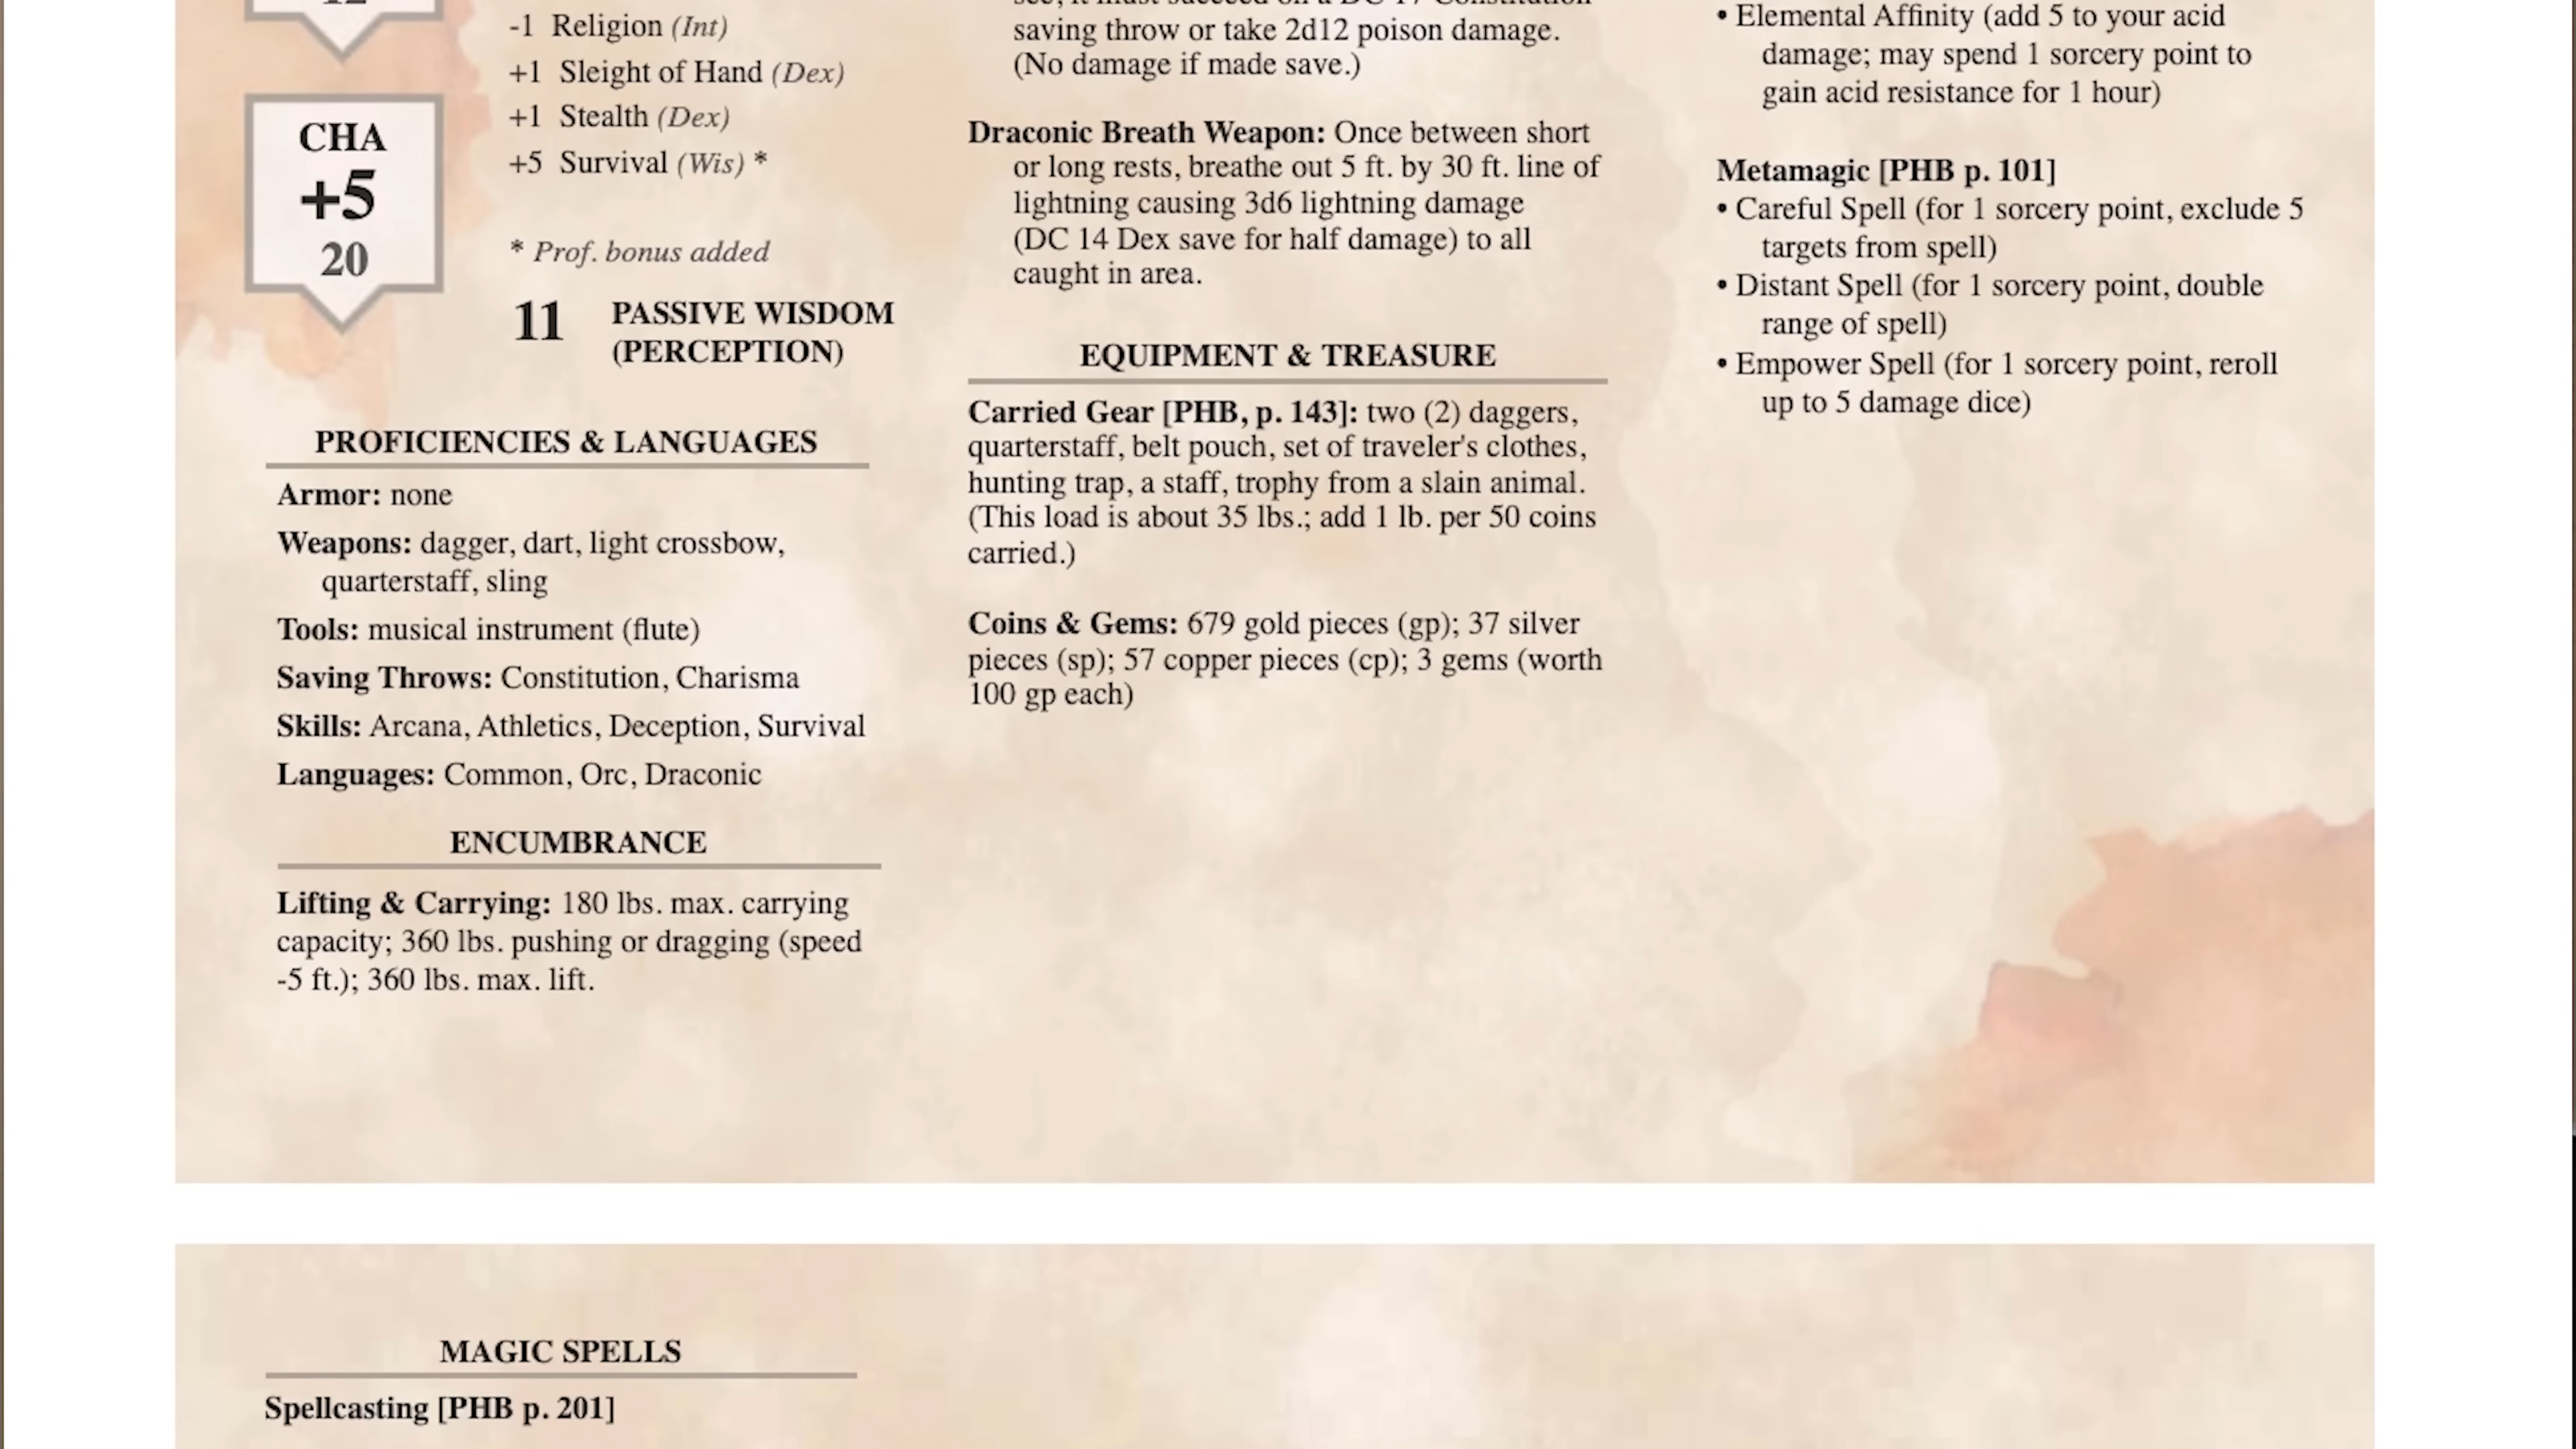 12
-1 Religion (Int)
+1 Sleight of Hand (Dex)
+1 Stealth (Dex)
+5 Survival (Wis) *
* Prof. bonus added
CHA
+5
20
11 PASSIVE WISDOM
(PERCEPTION)
PROFICIENCIES & LANGUAGES
Armor: none
Weapons: dagger, dart, light crossbow,
quarterstaff, sling
Tools: musical instrument (flute)
Saving Throws: Constitution, Charisma
Skills: Arcana, Athletics, Deception, Survival
Languages: Common, Orc, Draconic
ENCUMBRANCE
Lifting & Carrying: 180 lbs. max. carrying
capacity; 360 lbs. pushing or dragging (speed
-5 ft.); 360 lbs. max. lift.
see, it must succeed on a DC 17 Constitution
saving throw or take 2d12 poison damage.
(No damage if made save.)
Draconic Breath Weapon: Once between short
or long rests, breathe out 5 ft. by 30 ft. line of
lightning causing 3d6 lightning damage
(DC 14 Dex save for half damage) to all
caught in area.
EQUIPMENT & TREASURE
Carried Gear [PHB, p. 143]: two (2) daggers,
quarterstaff, belt pouch, set of traveler's clothes,
hunting trap, a staff, trophy from a slain animal.
(This load is about 35 lbs.; add 1 lb. per 50 coins
carried.)
Coins & Gems: 679 gold pieces (gp); 37 silver
pieces (sp); 57 copper pieces (cp); 3 gems (worth
100 gp each)
• Elemental Affinity (add 5 to your acid
damage; may spend 1 sorcery point to
gain acid resistance for 1 hour)
Metamagic [PHB p. 101]
• Careful Spell (for 1 sorcery point, exclude 5
targets from spell)
• Distant Spell (for 1 sorcery point, double
range of spell)
• Empower Spell (for 1 sorcery point, reroll
up to 5 damage dice)
MAGIC SPELLS
Spellcasting [PHB p. 201]